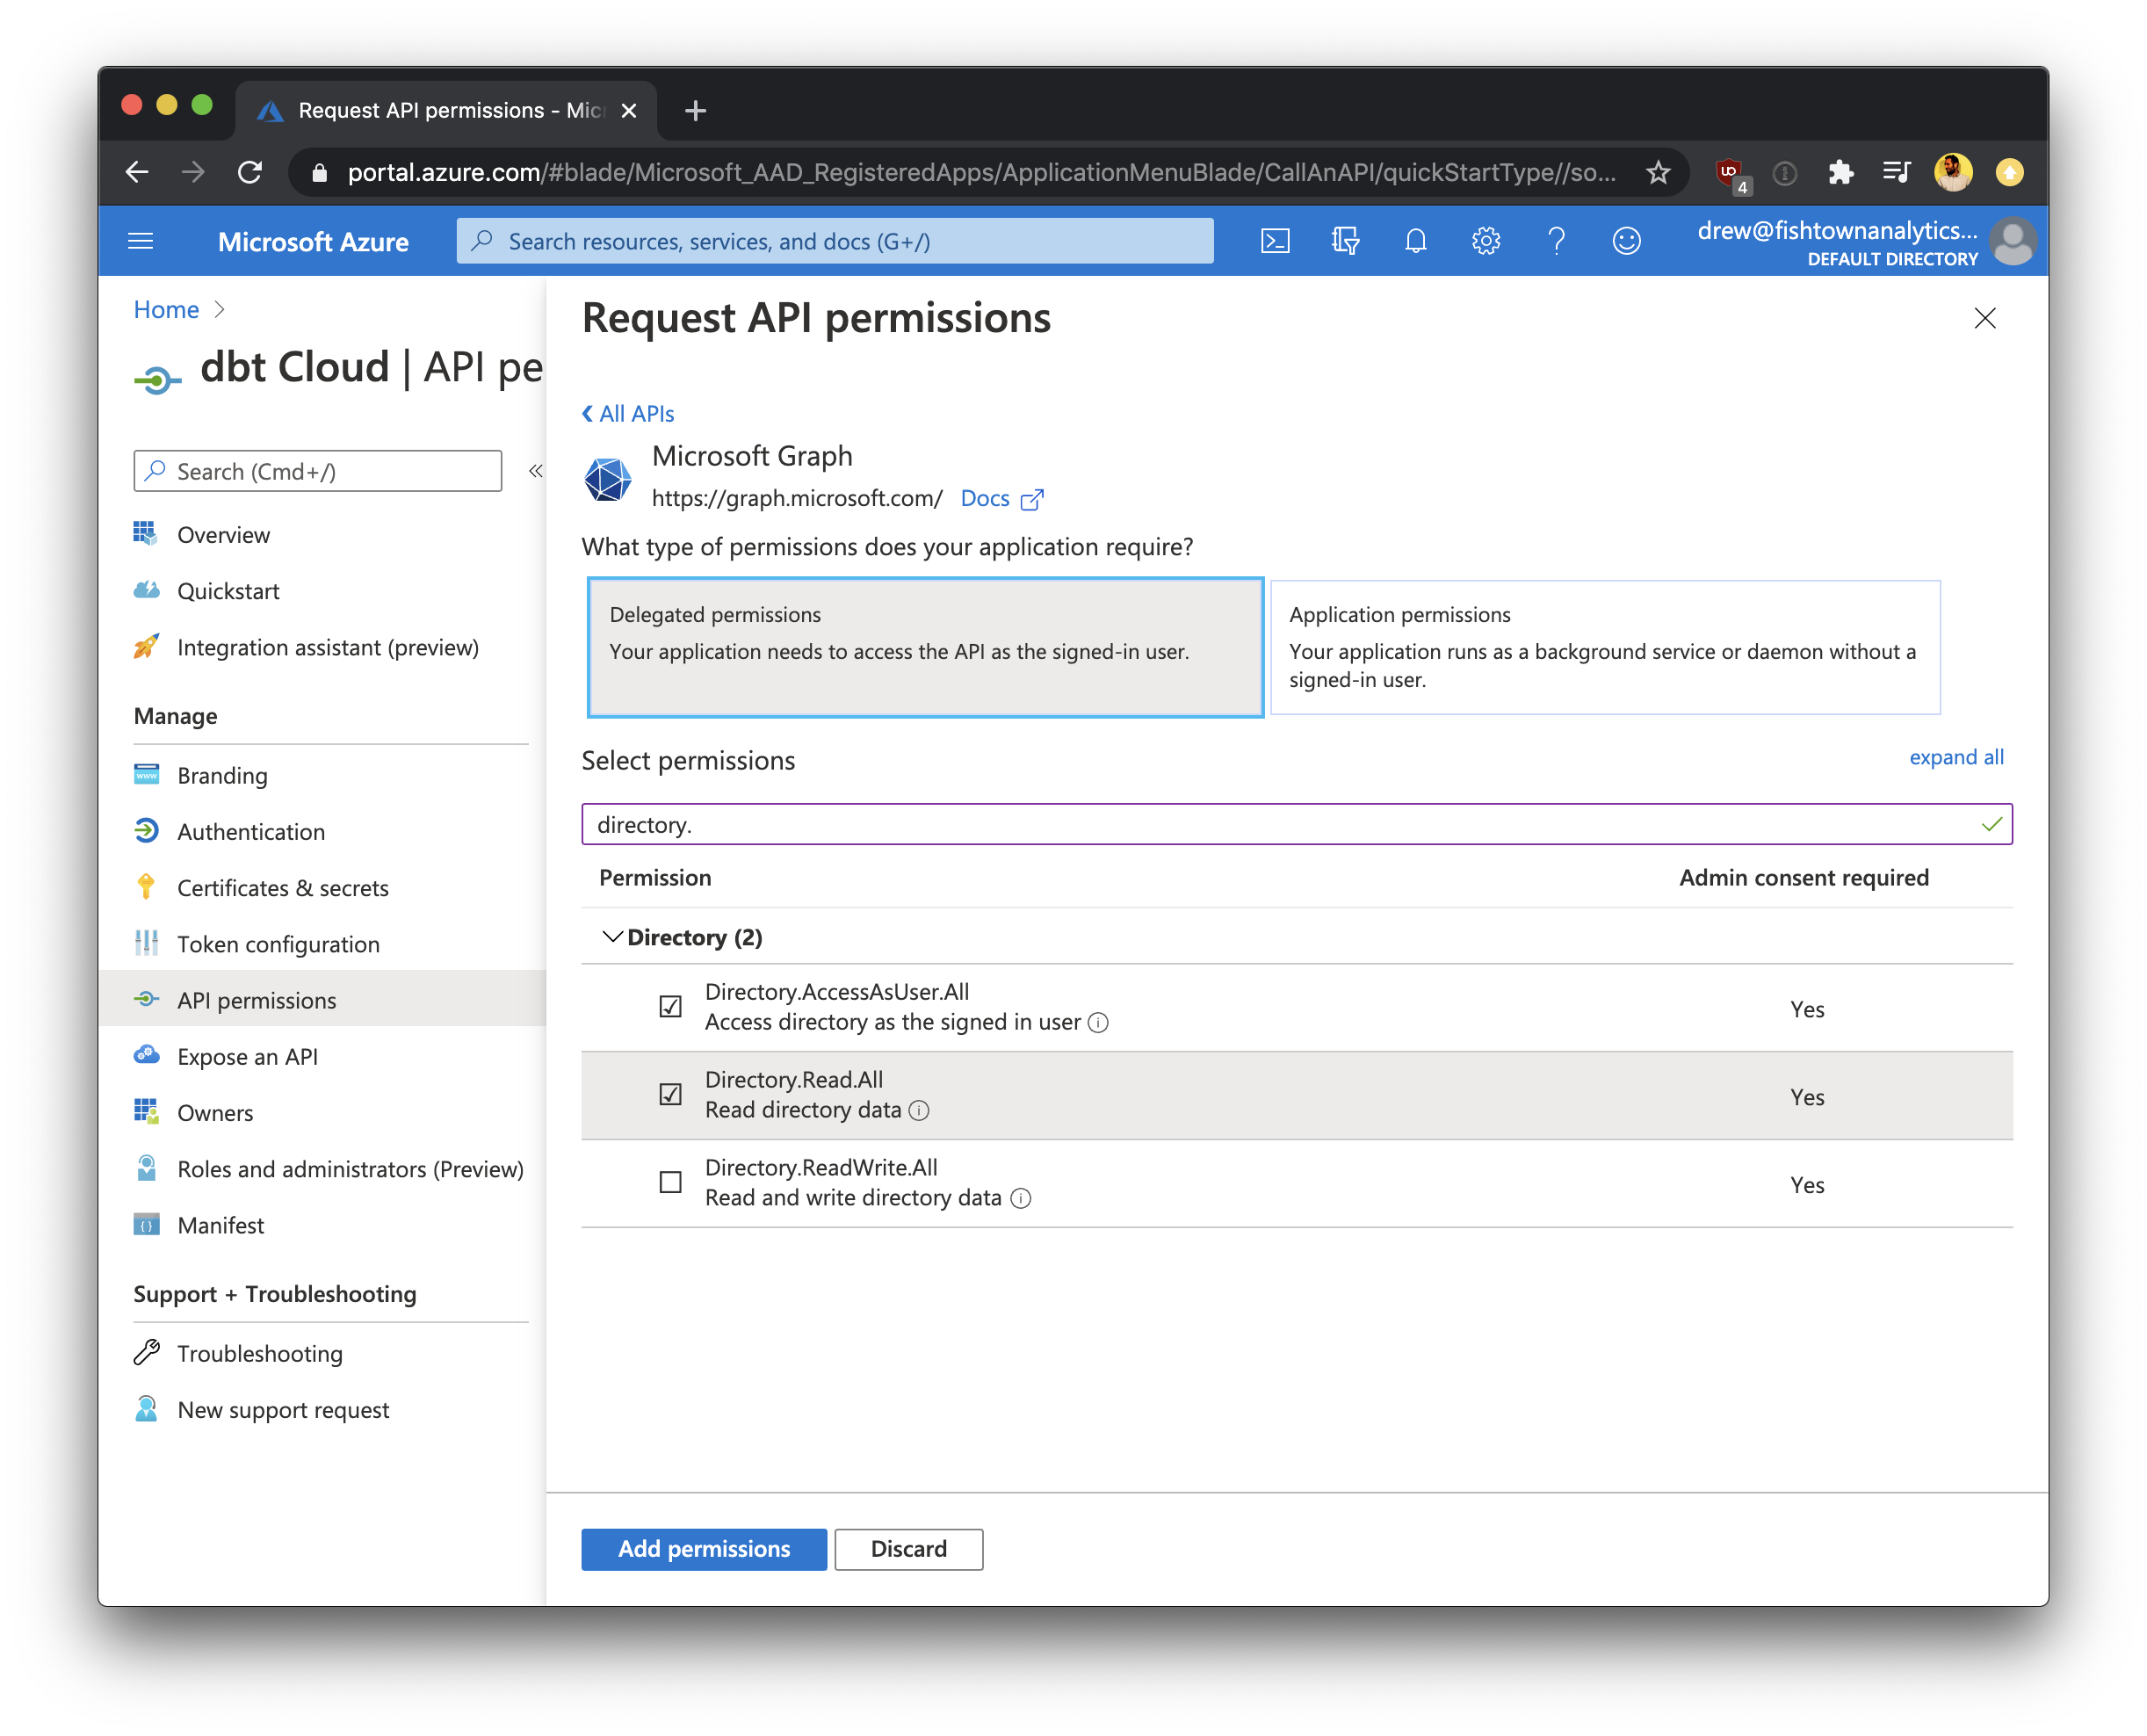 Request API permissions - Mic
portal.azure.com/#blade/Microsoft_AAD_RegisteredApps/ApplicationMenuBlade/CallAnAPI/quickStartType//so...
4
Microsoft Azure
Search resources, services, and docs (G+/)
drew@fishtownanalytics...
DEFAULT DIRECTORY
Home
dbt Cloud | API pe
Search (Cmd+/)
Overview
Quickstart
Integration assistant (preview)
Manage
Branding
Authentication
Certificates & secrets
Token configuration
API permissions
Expose an API
Owners
Roles and administrators (Preview)
Manifest
Support + Troubleshooting
Troubleshooting
New support request
Request API permissions
All APIs
Microsoft Graph
https://graph.microsoft.com/ Docs
What type of permissions does your application require?
Delegated permissions
Your application needs to access the API as the signed-in user.
Application permissions
Your application runs as a background service or daemon without a
signed-in user.
Select permissions
expand all
directory.
Permission Admin consent required
Directory (2)
Directory.AccessAsUser.All
Access directory as the signed in user
Yes
Directory.Read.All
Read directory data
Yes
Directory.ReadWrite.All
Read and write directory data
Yes
Add permissions Discard